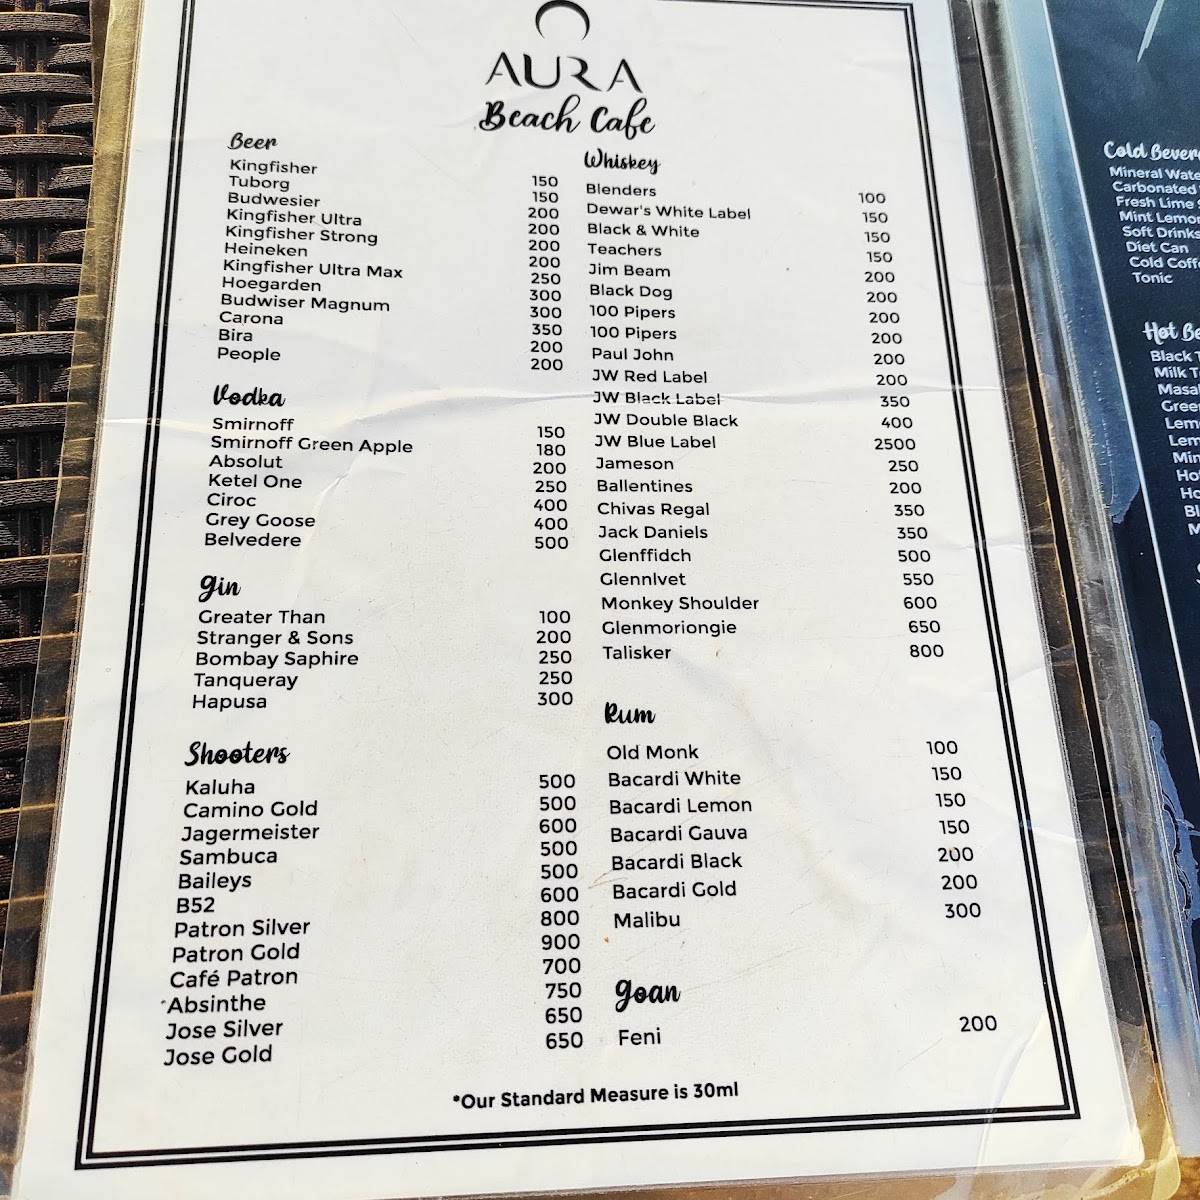 AURA
Beach Cafe
Beer
Kingfisher 150
Tuborg 150
Budwesier 200
Kingfisher Ultra 200
Kingfisher Strong 200
Heineken 200
Kingfisher Ultra Max 250
Hoegarden 300
Budwiser Magnum 300
Carona 350
Bira 200
People 200
Vodka
Smirnoff 150
Smirnoff Green Apple 180
Absolut 200
Ketel One 250
Ciroc 400
Grey Goose 400
Belvedere 500
Gin
Greater Than 100
Stranger & Sons 200
Bombay Saphire 250
Tanqueray 250
Hapusa 300
Shooters
Kaluha 500
Camino Gold 500
Jagermeister 600
Sambuca 500
Baileys 500
B52 600
Patron Silver 800
Patron Gold 900
Café Patron 700
Absinthe 750
Jose Silver 650
Jose Gold 650
Whiskey
Blenders 100
Dewar's White Label 150
Black & White 150
Teachers 150
Jim Beam 200
Black Dog 200
100 Pipers 200
100 Pipers 200
Paul John 200
JW Red Label 200
JW Black Label 350
JW Double Black 400
JW Blue Label 2500
Jameson 250
Ballentines 200
Chivas Regal 350
Jack Daniels 350
Glenffidch 500
Glennlvet 550
Monkey Shoulder 600
Glenmoriongie 650
Talisker 800
Rum
Old Monk 100
Bacardi White 150
Bacardi Lemon 150
Bacardi Gauva 150
Bacardi Black 200
Bacardi Gold 200
Malibu 300
Goan
Feni 200
*Our Standard Measure is 30ml
Cold
Mineral
Carbonated
Fresh Lime
Mint
Soft Drinks
Diet Can
Cold
Tonic
Hot
Black
Milk